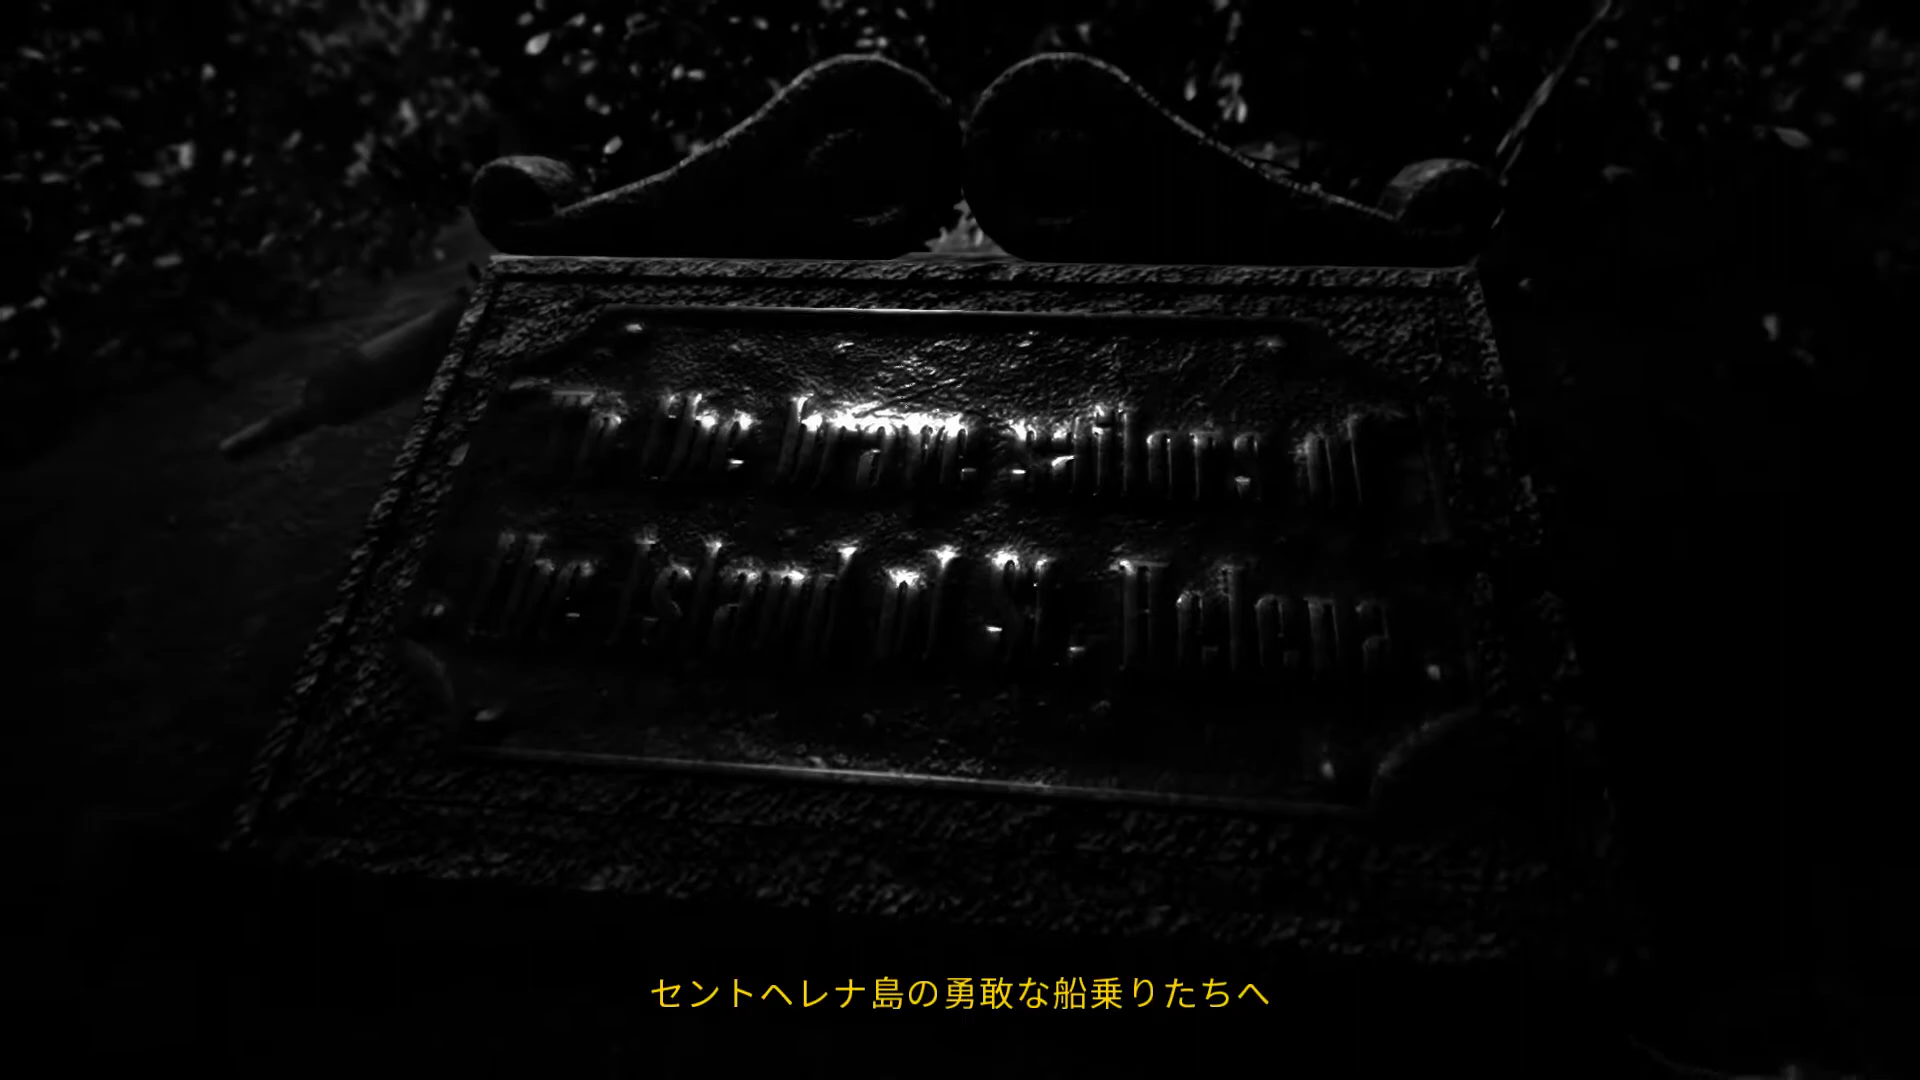 To the brave sailors of
the Island of St. Helena
セントヘレナ島の勇敢な船乗りたちへ